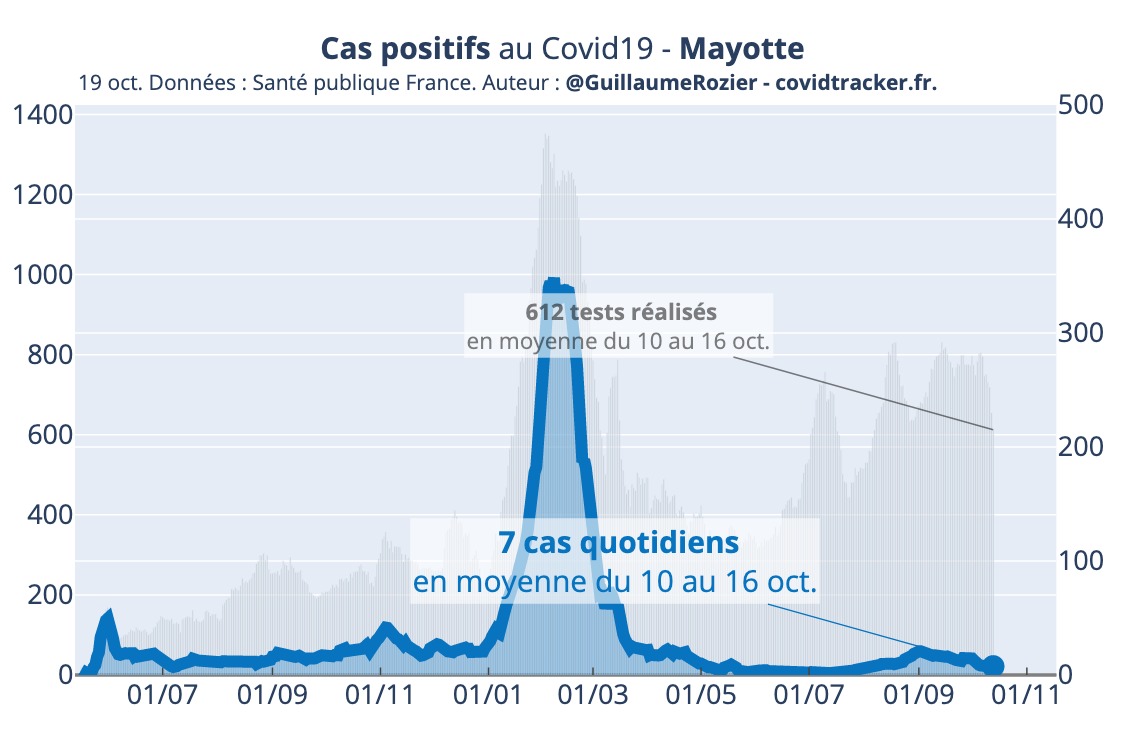 Cas positifs au Covid19 - Mayotte
19 oct. Données : Santé publique France. Auteur : @GuillaumeRozier - covidtracker.fr.
1400
1200
1000
800
600
400
200
0
500
400
300
200
100
0
612 tests réalisés
en moyenne du 10 au 16 oct.
7 cas quotidiens
en moyenne du 10 au 16 oct.
01/07 01/09 01/11 01/01 01/03 01/05 01/07 01/09 01/11